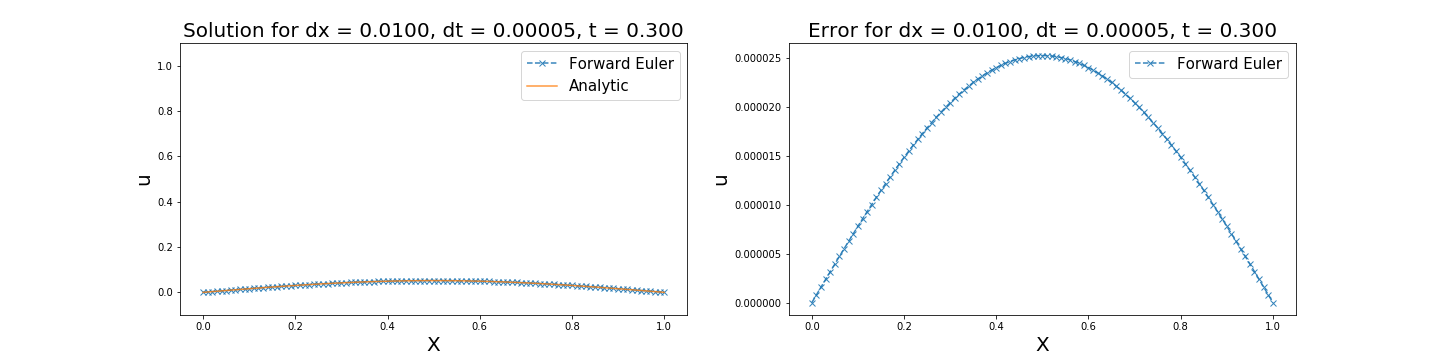 Solution for dx = 0.0100, dt = 0.00005, t = 0.300
Forward Euler
Analytic
1.0
0.8
0.6
0.4
0.2
0.0
u
0.0 0.2 0.4 0.6 0.8 1.0
X
Error for dx = 0.0100, dt = 0.00005, t = 0.300
Forward Euler
0.000025
0.000020
0.000015
0.000010
0.000005
0.000000
u
0.0 0.2 0.4 0.6 0.8 1.0
X